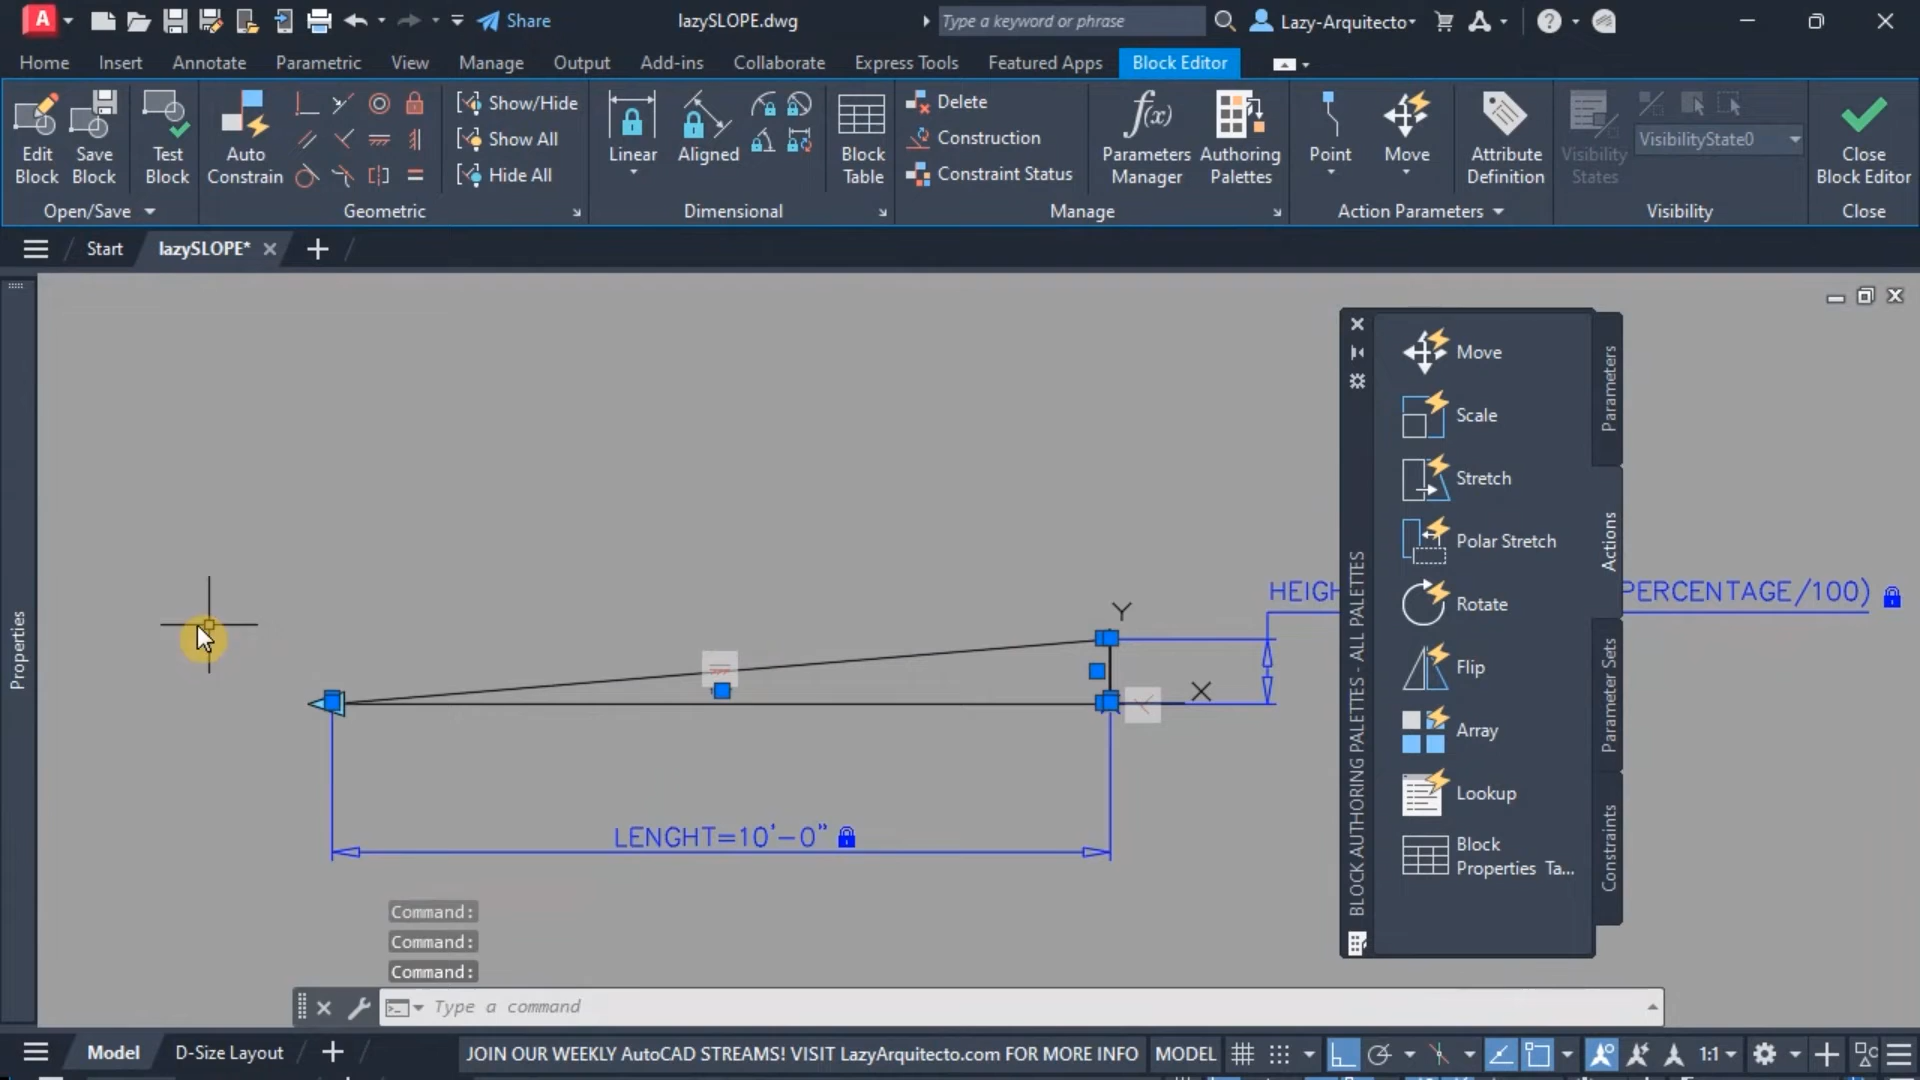 Share
lazySLOPE.dwg
Type a keyword or phrase
Lazy-Arquitecto
Home
Insert
Annotate
Parametric
View
Manage
Output
Add-ins
Collaborate
Express Tools
Featured Apps
Block Editor
Edit
Block
Save
Block
Test
Block
Open/Save
Auto
Constrain
Show/Hide
Show All
Hide All
Geometric
Linear
Aligned
Dimensional
Block
Table
Delete
Construction
Constraint Status
Manage
Parameters
Manager
Authoring
Palettes
Point
Move
Action Parameters
Attribute
Definition
Visibility
States
VisibilityState0
Visibility
Close
Block Editor
Close
Start
lazySLOPE*
Properties
Y
X
HEIGH
PERCENTAGE/100)
LENGHT=10'-0"
BLOCK AUTHORING PALETTES - ALL PALETTES
Move
Scale
Stretch
Polar Stretch
Rotate
Flip
Array
Lookup
Block
Properties Ta...
Parameters
Actions
Parameter Sets
Constraints
Command:
Command:
Command:
Type a command
Model
D-Size Layout
JOIN OUR WEEKLY AutoCAD STREAMS! VISIT LazyArquitecto.com FOR MORE INFO
MODEL
1:1